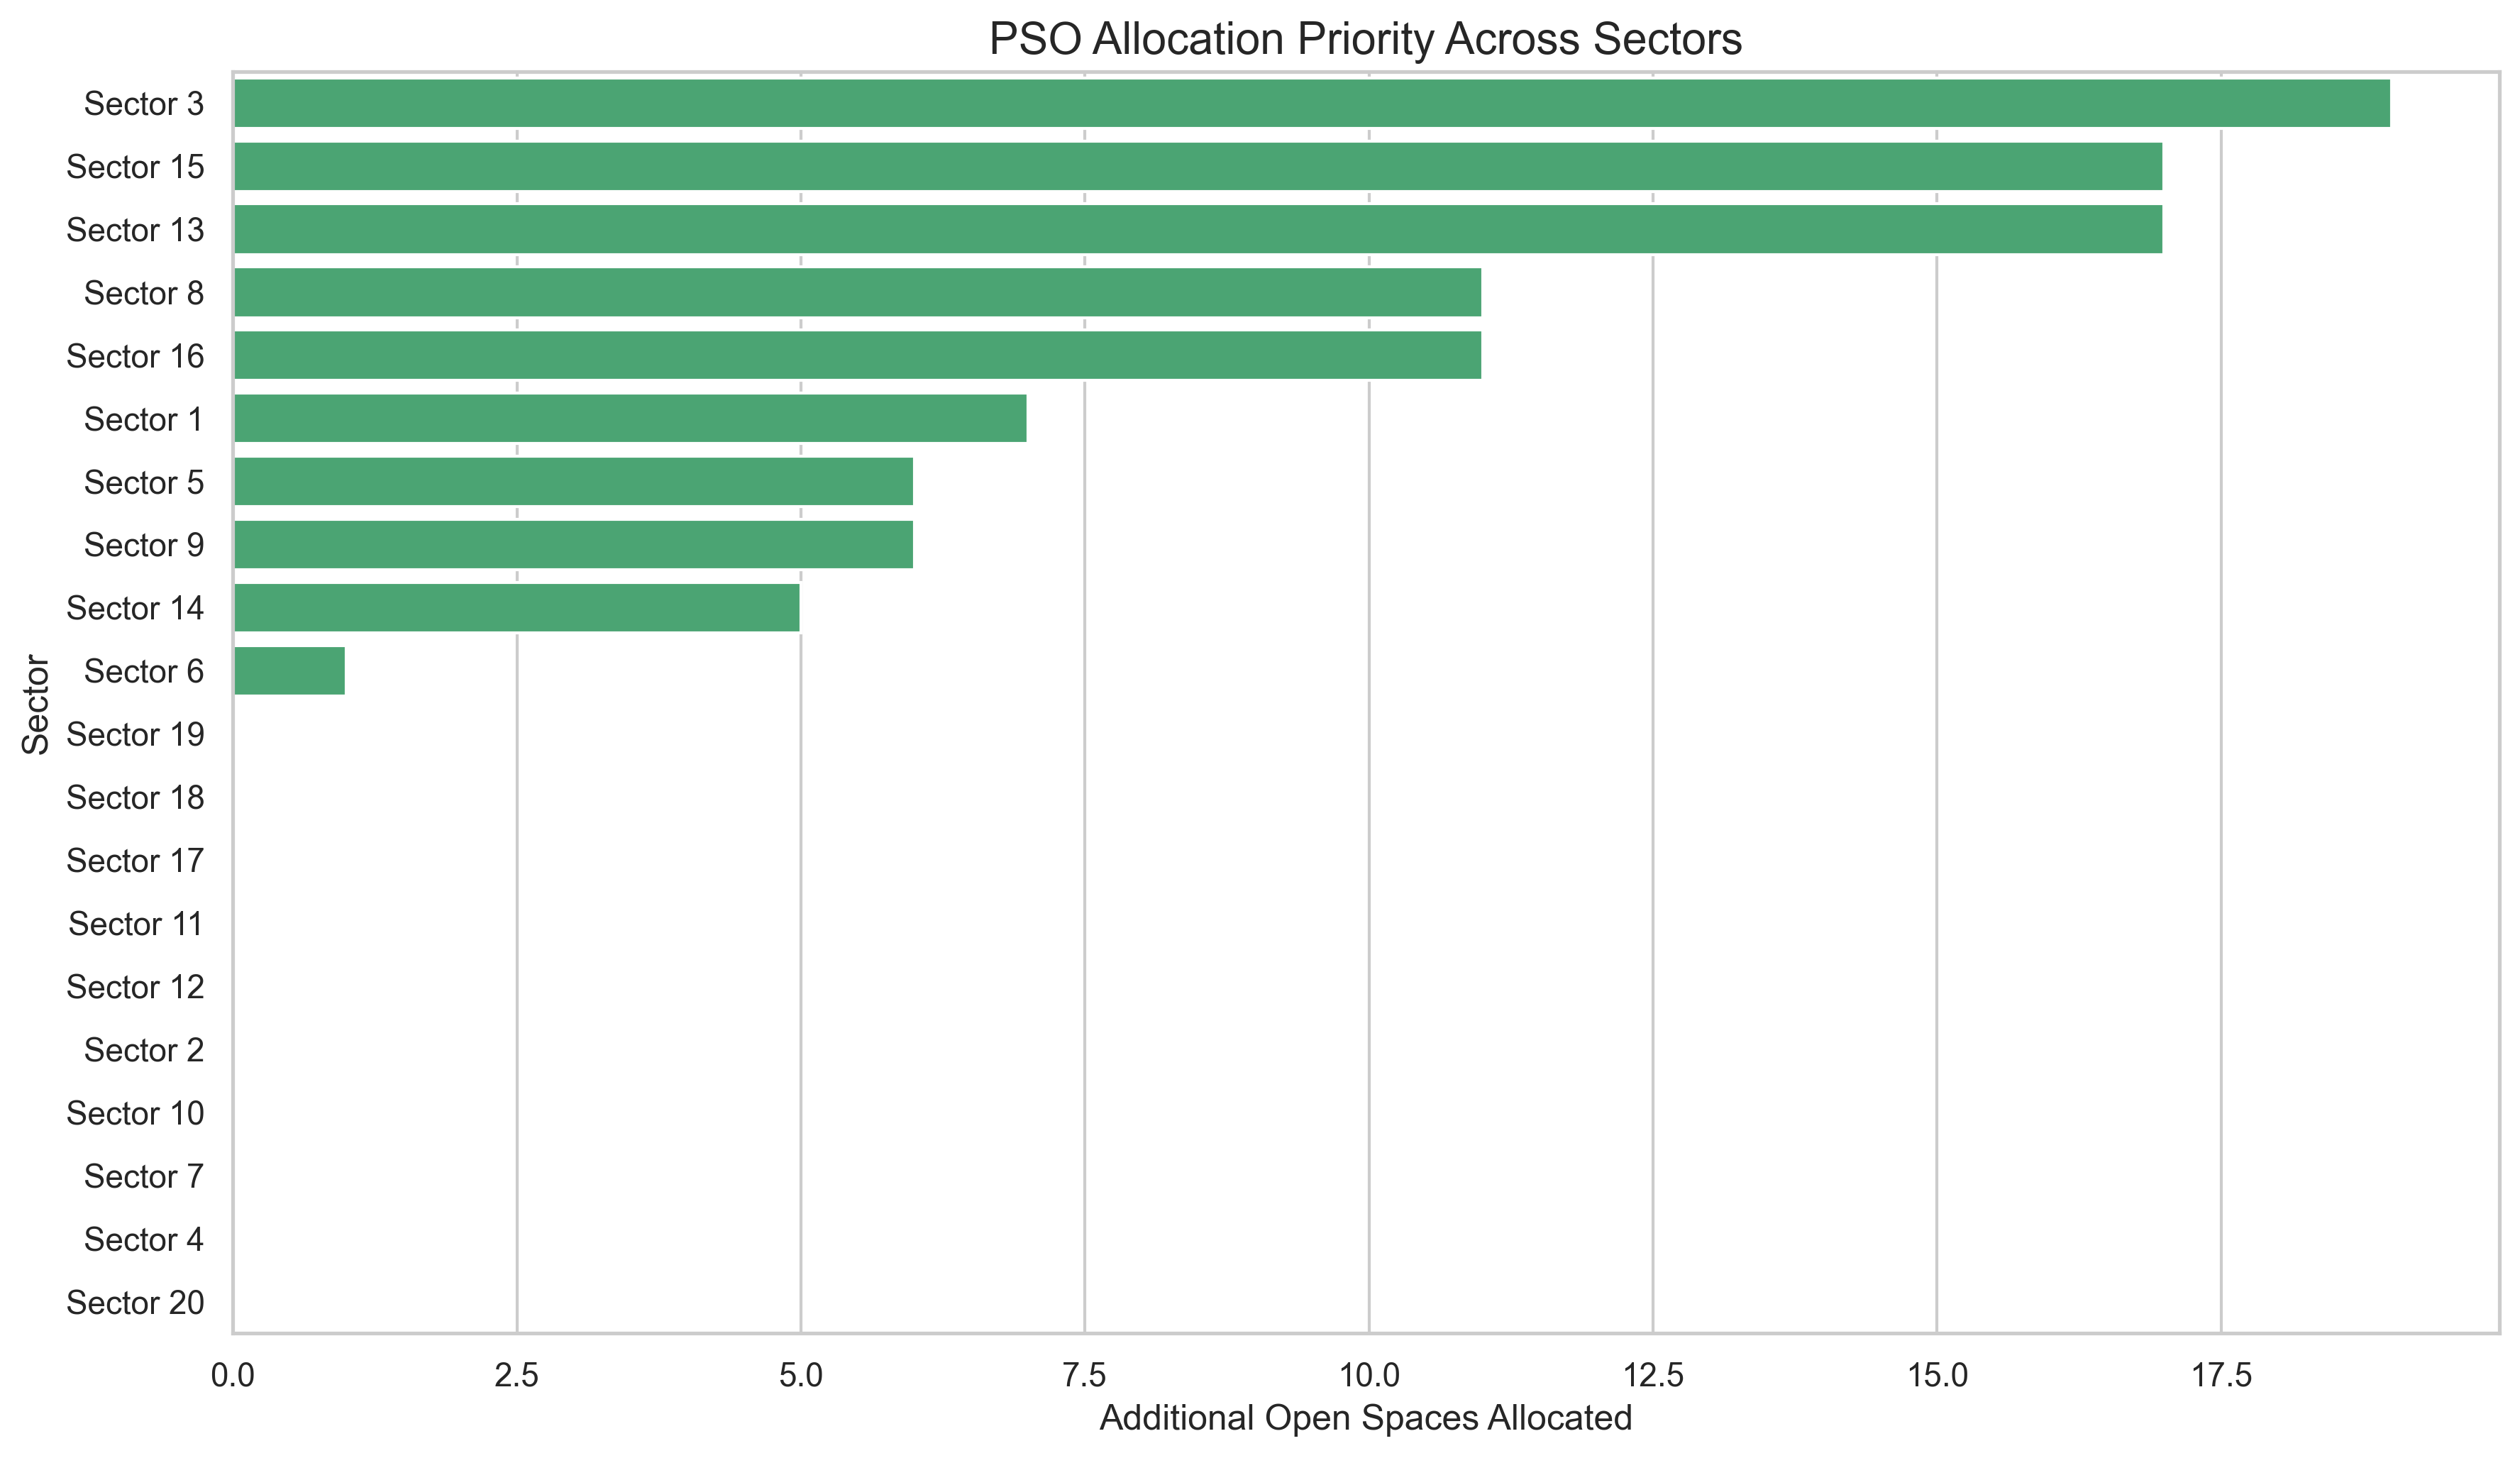 PSO Allocation Priority Across Sectors
Sector 3
Sector 15
Sector 13
Sector 8
Sector 16
Sector 1
Sector 5
Sector 9
Sector 14
Sector 6
Sector 19
Sector 18
Sector 17
Sector 11
Sector 12
Sector 2
Sector 10
Sector 7
Sector 4
Sector 20
Sector
0.0 2.5 5.0 7.5 10.0 12.5 15.0 17.5
Additional Open Spaces Allocated